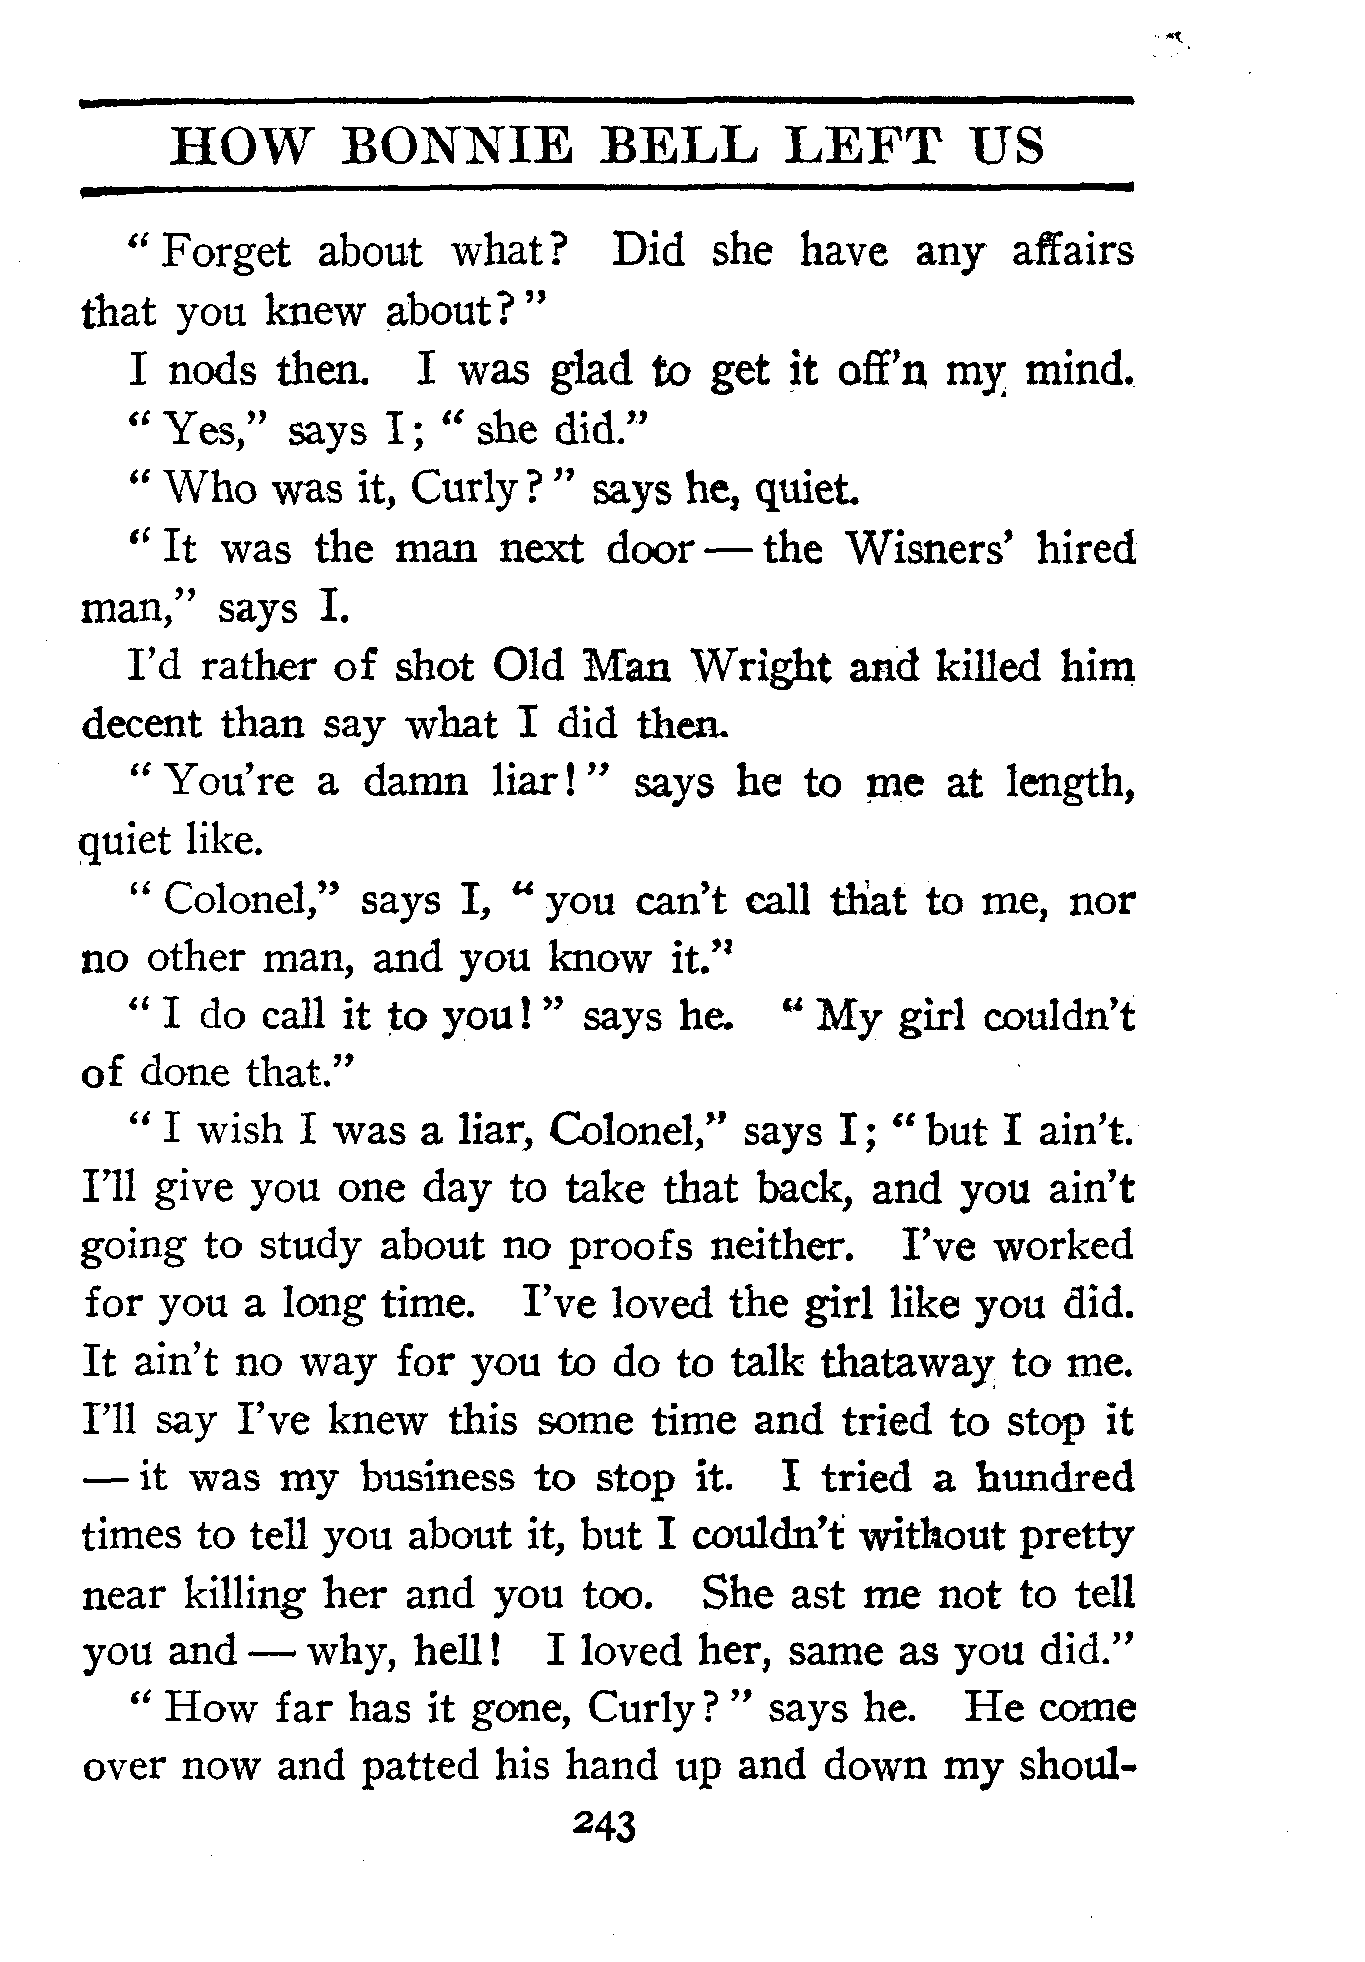 HOW BONNIE BELL LEFT US
“ Forget about what? Did she have any affairs
that you knew about? ”
I nods then. I was glad to get it off’n my mind.
“ Yes,” says I; “ she did.”
“ Who was it, Curly? ” says he, quiet.
“ It was the man next door — the Wisners’ hired
man,” says I.
I’d rather of shot Old Man Wright and killed him
decent than say what I did then.
“ You’re a damn liar! ” says he to me at length,
quiet like.
“ Colonel,” says I, “ you can’t call that to me, nor
no other man, and you know it.”
“ I do call it to you! ” says he. “ My girl couldn’t
of done that.”
“ I wish I was a liar, Colonel,” says I; “ but I ain’t.
I’ll give you one day to take that back, and you ain’t
going to study about no proofs neither. I’ve worked
for you a long time. I’ve loved the girl like you did.
It ain’t no way for you to do to talk thataway to me.
I’ll say I’ve knew this some time and tried to stop it
— it was my business to stop it. I tried a hundred
times to tell you about it, but I couldn’t without pretty
near killing her and you too. She ast me not to tell
you and — why, hell! I loved her, same as you did.”
“ How far has it gone, Curly? ” says he. He come
over now and patted his hand up and down my shoul-
243